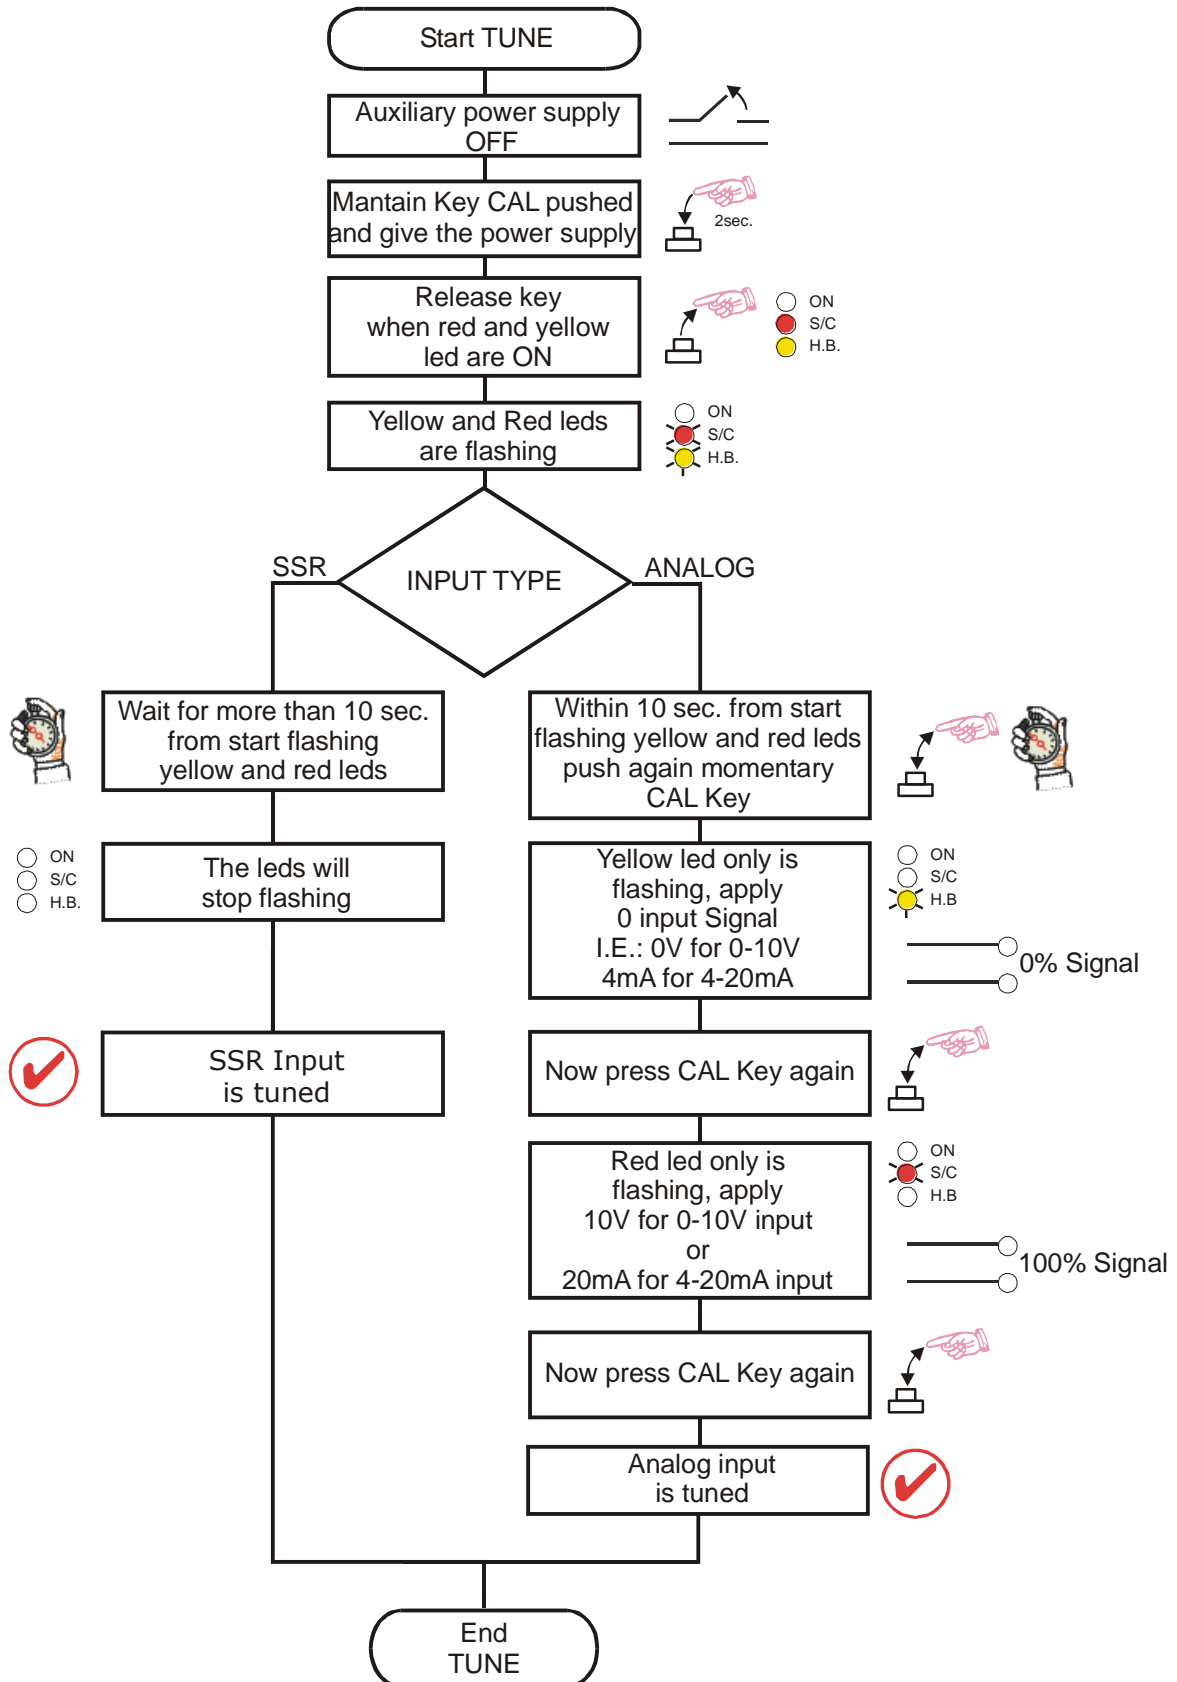 Start TUNE
Auxiliary power supply
OFF
Mantain Key CAL pushed
and give the power supply
2sec.
Release key
when red and yellow
led are ON
ON
S/C
H.B.
Yellow and Red leds
are flashing
ON
S/C
H.B.
SSR
INPUT TYPE
ANALOG
Wait for more than 10 sec.
from start flashing
yellow and red leds
ON
S/C
H.B.
The leds will
stop flashing
SSR Input
is tuned
Within 10 sec. from start
flashing yellow and red leds
push again momentary
CAL Key
Yellow led only is
flashing, apply
0 input Signal
I.E.: 0V for 0-10V
4mA for 4-20mA
ON
S/C
H.B
0% Signal
Now press CAL Key again
Red led only is
flashing, apply
10V for 0-10V input
or
20mA for 4-20mA input
ON
S/C
H.B
100% Signal
Now press CAL Key again
Analog input
is tuned
End
TUNE